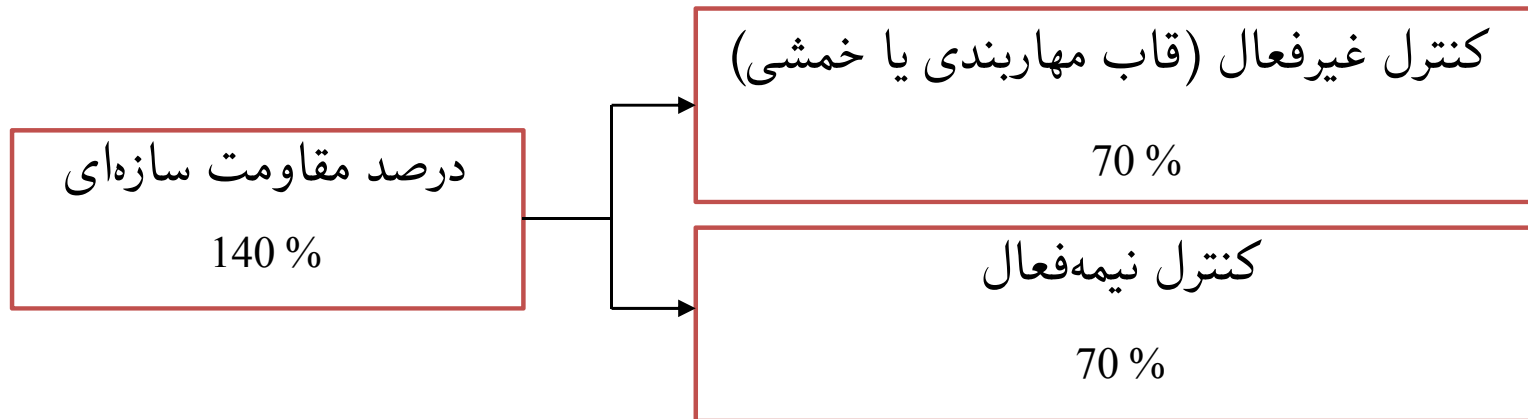 درصد مقاومت سازه‌ای
140 %
کنترل غیرفعال (قاب مهاربندی یا خمشی)
70 %
کنترل نیمه‌فعال
70 %